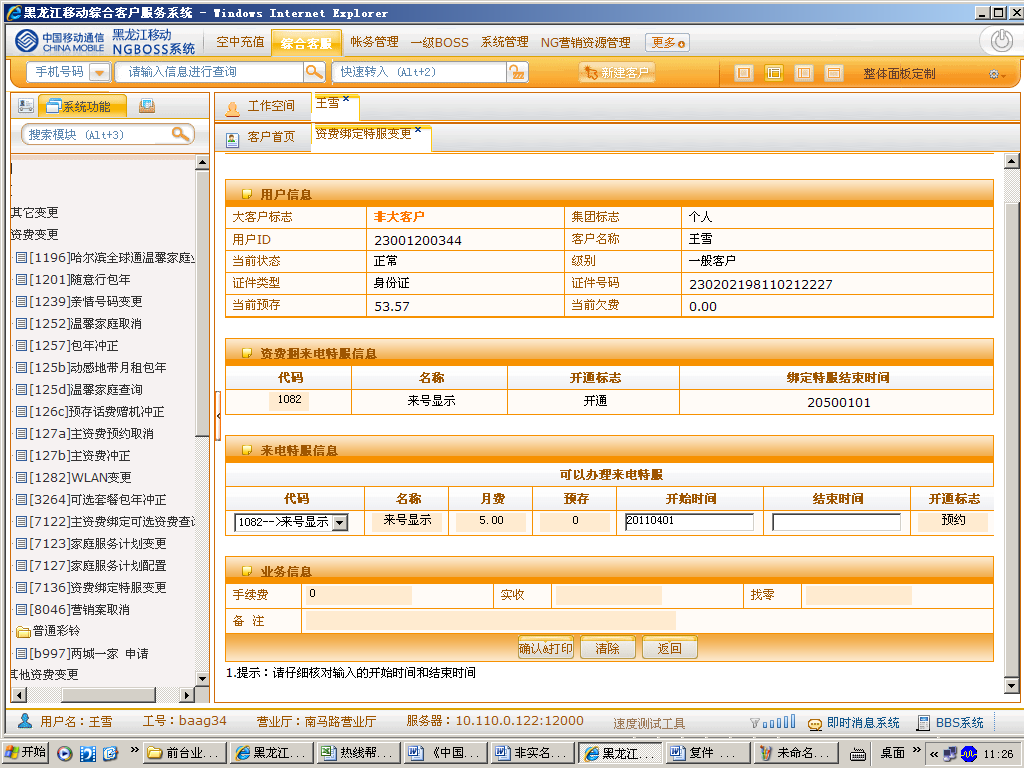 黑龙江移动综合客户服务系统 - Windows Internet Explorer
中国移动通信 CHINA MOBILE 黑龙江移动 NGBOSS系统 空中充值 综合客服 帐务管理 一级BOSS 系统管理 NG营销资源管理 更多
手机号码 请输入信息进行查询 快速转入 (Alt+2) 新建客户 整体面板定制
系统功能
搜索模块 (Alt+3)
其它变更
资费变更
[1196]哈尔滨全球通温馨家庭
[1201]随意行包年
[1239]亲情号码变更
[1252]温馨家庭取消
[1257]包年冲正
[125b]动感地带月租包年
[125d]温馨家庭查询
[126c]预存话费赠机冲正
[127a]主资费预约取消
[127b]主资费冲正
[1282]WLAN变更
[3264]可选套餐包年冲正
[7122]主资费绑定可选资费查
[7123]家庭服务计划变更
[7127]家庭服务计划配置
[7136]资费绑定特服变更
[8046]营销案取消
普通彩铃
[b997]两城一家 申请
其他资费变更
工作空间 王雪 x
客户首页 资费绑定特服变更 x
用户信息
大客户标志 非大客户 集团标志 个人
用户ID 23001200344 客户名称 王雪
当前状态 正常 级别 一般客户
证件类型 身份证 证件号码 230202198110212227
当前预存 53.57 当前欠费 0.00
资费捆来电特服信息
代码 名称 开通标志 绑定特服结束时间
1082 来号显示 开通 20500101
来电特服信息
可以办理来电特服
代码 名称 月费 预存 开始时间 结束时间 开通标志
1082-->来号显示 来号显示 5.00 0 20110401 预约
业务信息
手续费 0 实收 找零
备 注
确认&打印 清除 返回
1.提示：请仔细核对输入的开始时间和结束时间
用户名：王雪 工号：baag34 营业厅：南马路营业厅 服务器：10.110.0.122:12000 速度测试工具 即时消息系统 BBS系统
开始 » 前台业... 黑龙江... 热线帮... 《中国... 非实名... 黑龙江... 复件 ... 未命名... 桌面 » « 11:26